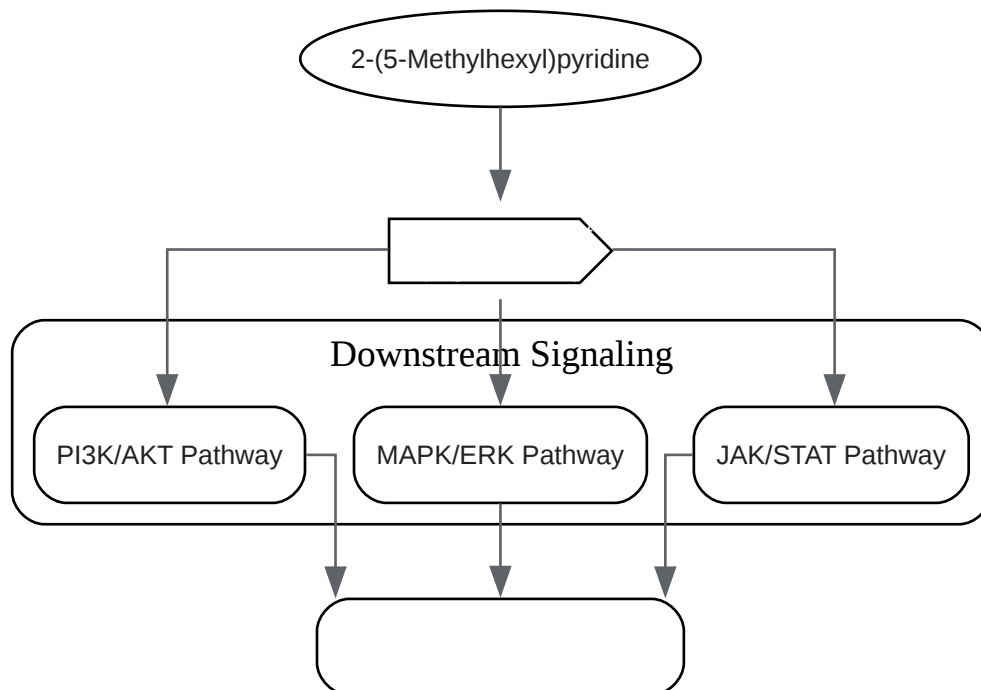 2-(5-Methylhexyl)pyridine
Downstream Signaling
PI3K/AKT Pathway
MAPK/ERK Pathway
JAK/STAT Pathway